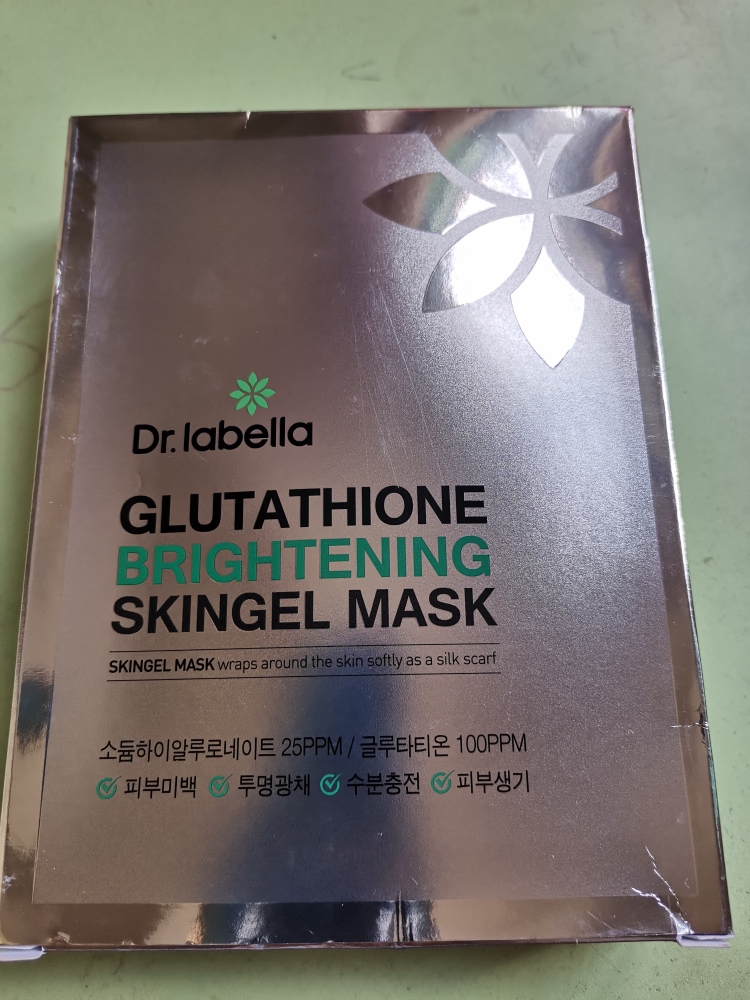 Dr. labella
GLUTATHIONE
BRIGHTENING
SKINGEL MASK
SKINGEL MASK wraps around the skin softly as a silk scarf
소듐하이알루로네이트 25PPM / 글루타티온 100PPM
피부미백 투명광채 수분충전 피부생기